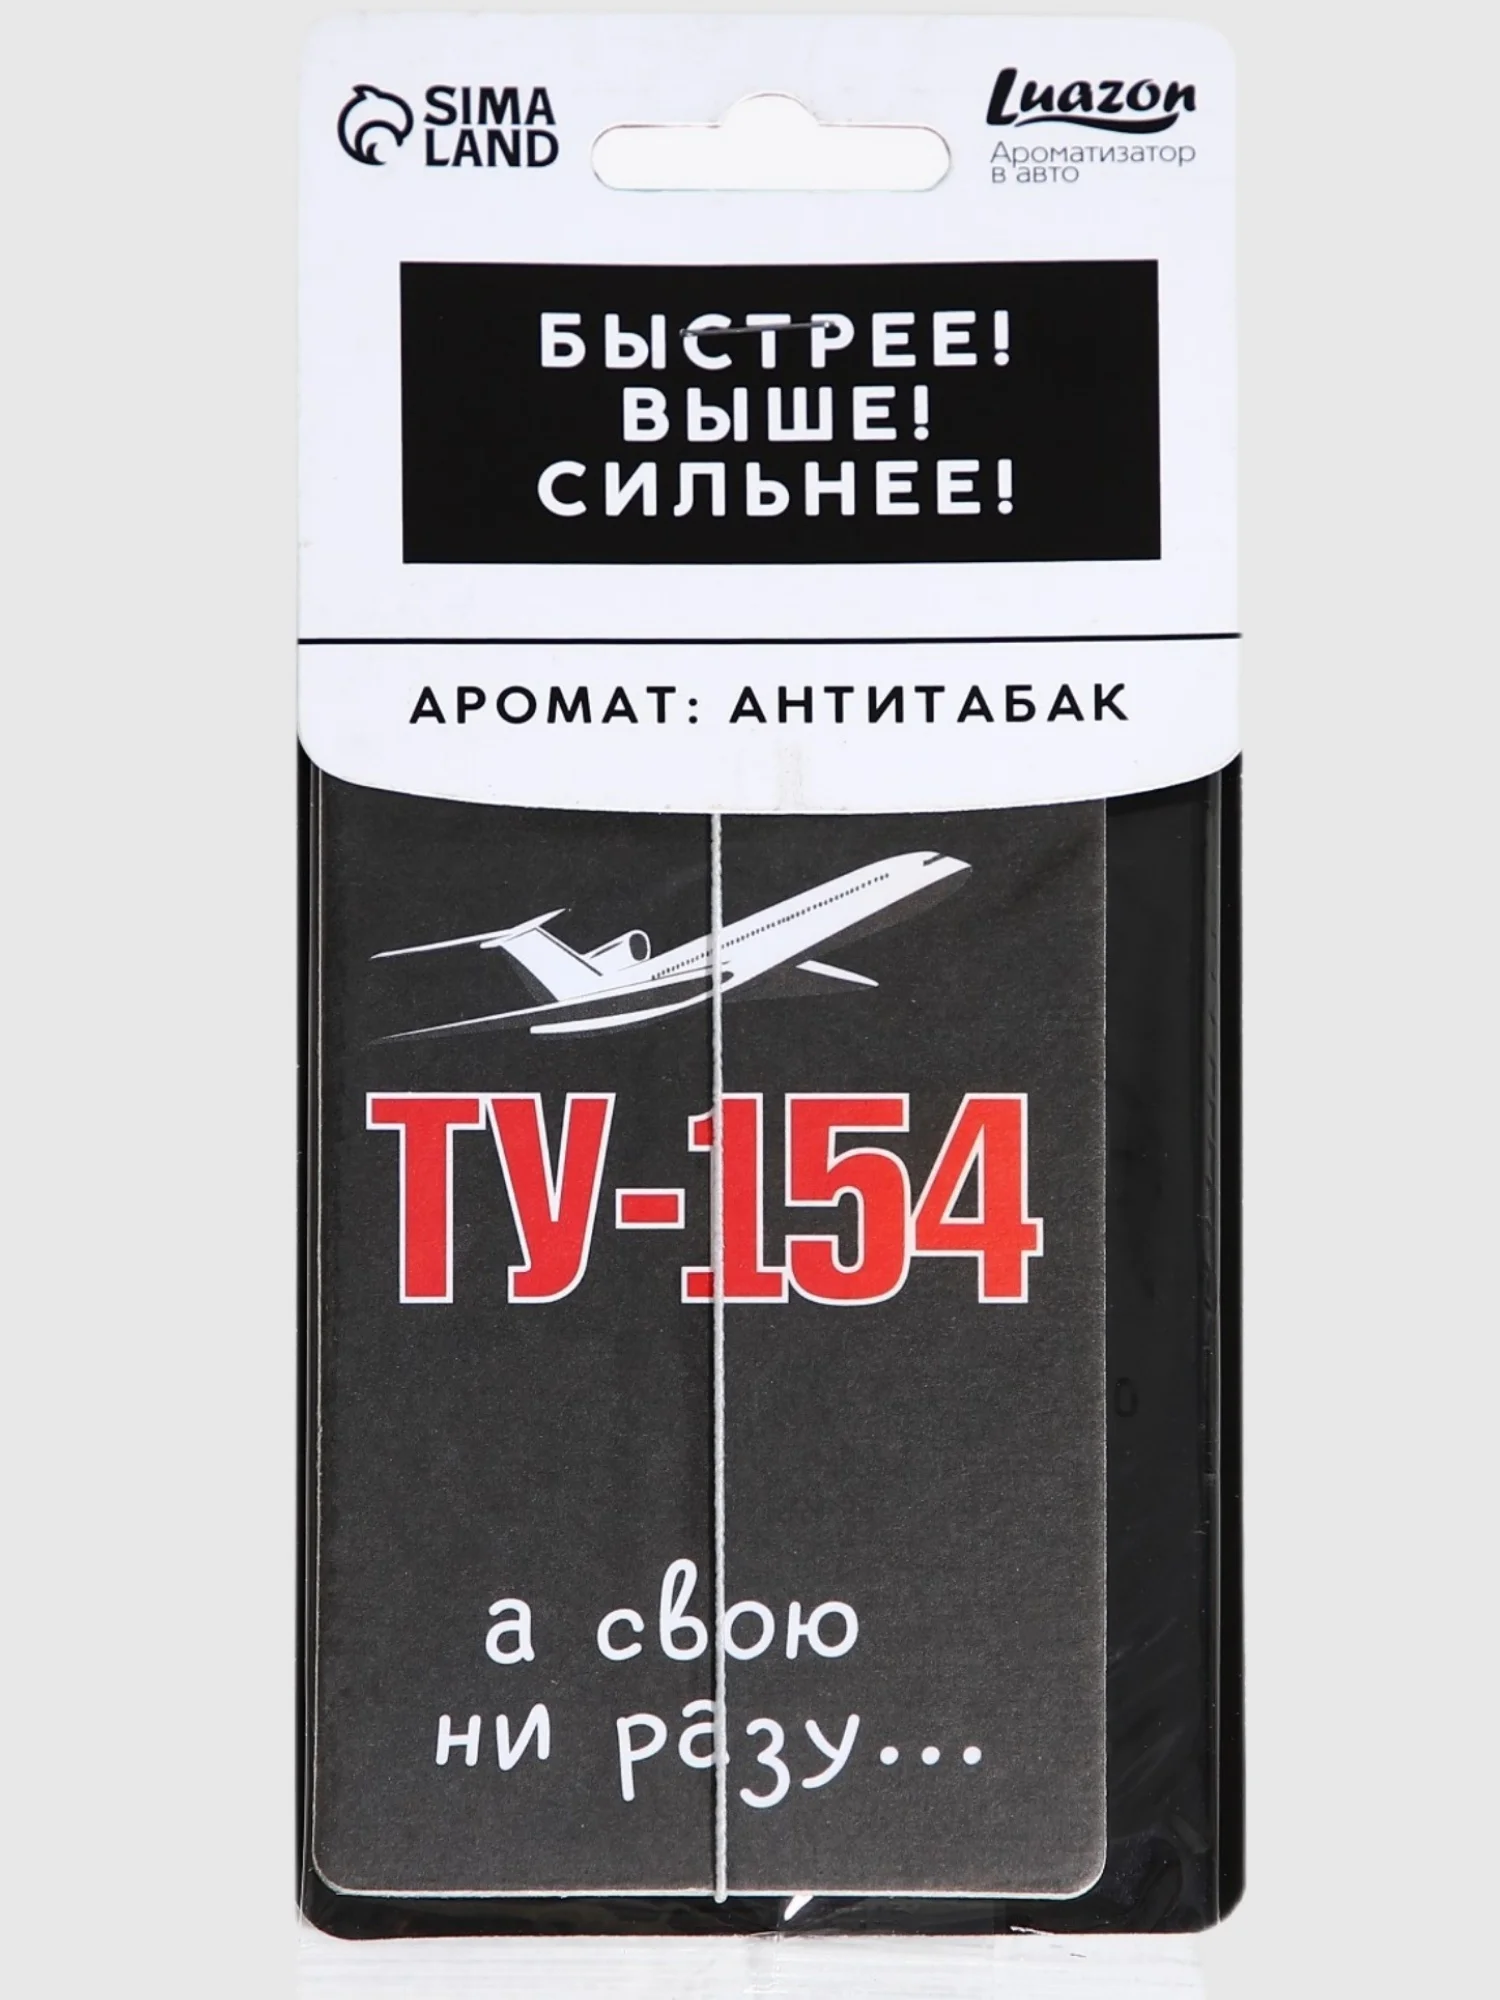 SIMA
LAND
Luazon
Ароматизатор
в авто
БЫСТРЕЕ!
ВЫШЕ!
СИЛЬНЕЕ!
АРОМАТ: АНТИТАБАК
ТУ-154
а свою
ни разу...